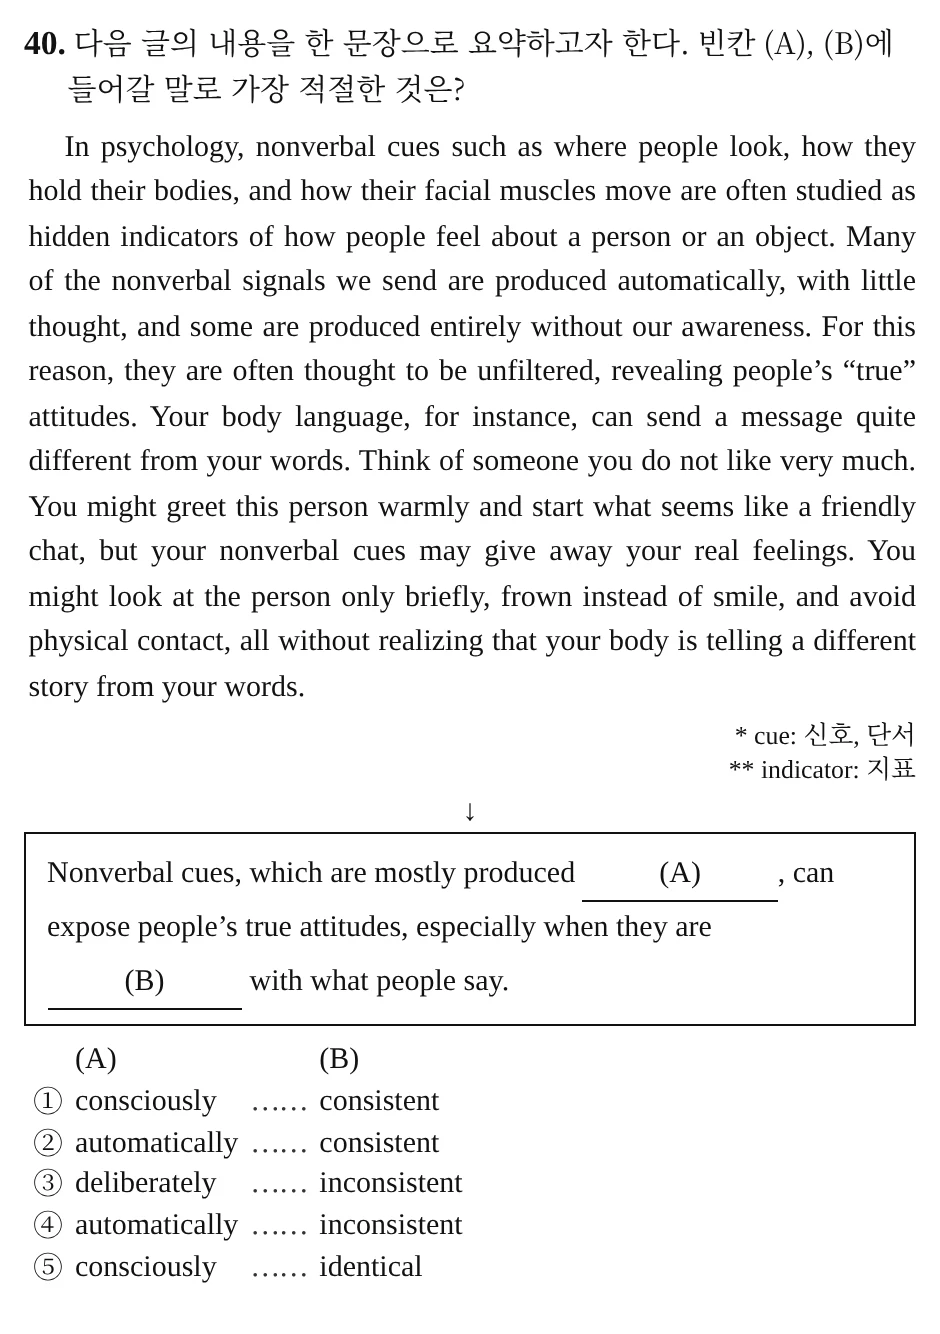 40. 다음 글의 내용을 한 문장으로 요약하고자 한다. 빈칸 (A), (B)에
들어갈 말로 가장 적절한 것은?
In psychology, nonverbal cues such as where people look, how they
hold their bodies, and how their facial muscles move are often studied as
hidden indicators of how people feel about a person or an object. Many
of the nonverbal signals we send are produced automatically, with little
thought, and some are produced entirely without our awareness. For this
reason, they are often thought to be unfiltered, revealing people’s “true”
attitudes. Your body language, for instance, can send a message quite
different from your words. Think of someone you do not like very much.
You might greet this person warmly and start what seems like a friendly
chat, but your nonverbal cues may give away your real feelings. You
might look at the person only briefly, frown instead of smile, and avoid
physical contact, all without realizing that your body is telling a different
story from your words.
* cue: 신호, 단서
** indicator: 지표
↓
Nonverbal cues, which are mostly produced (A), can
expose people’s true attitudes, especially when they are
(B) with what people say.
(A) (B)
① consciously …… consistent
② automatically …… consistent
③ deliberately …… inconsistent
④ automatically …… inconsistent
⑤ consciously …… identical